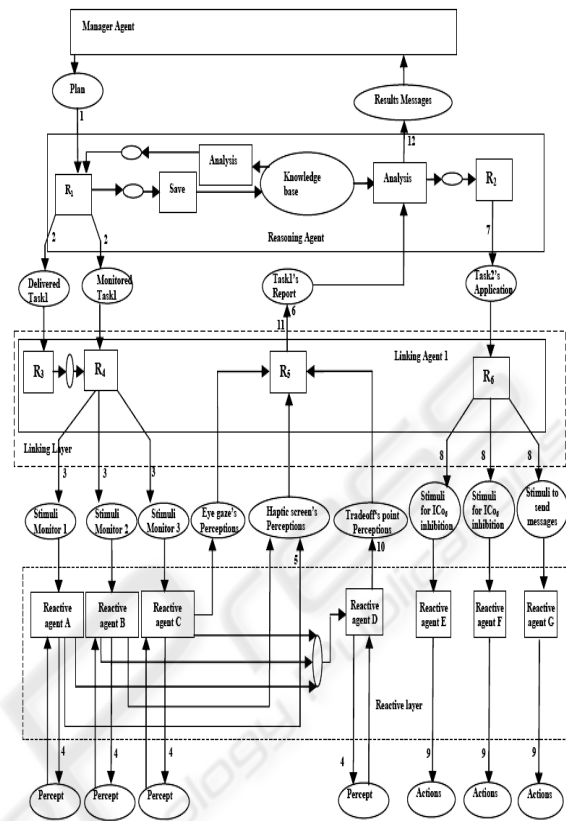 Manager Agent
Plan
Results Messages
1
12
Analysis
Knowledge
base
Analysis
R1
Save
R2
Reasoning Agent
2
2
7
Delivered
Task1
Monitored
Task1
Task1's
Report
Task2's
Application
6
11
Linking Agent 1
R3
R4
R5
R6
Linking Layer
3
3
3
8
8
8
Stimuli
Monitor 1
Stimuli
Monitor 2
Stimuli
Monitor 3
Eye gaze's
Perceptions
Haptic screen's
Perceptions
Tradeoff's point
Perceptions
Stimuli
for ICo6
inhibition
Stimuli
for ICo6
inhibition
Stimuli to
send
messages
5
10
Reactive
agent A
Reactive
agent B
Reactive
agent C
Reactive
agent D
Reactive
agent E
Reactive
agent F
Reactive
agent G
Reactive layer
4
4
4
4
9
9
9
Percept
Percept
Percept
Percept
Actions
Actions
Actions